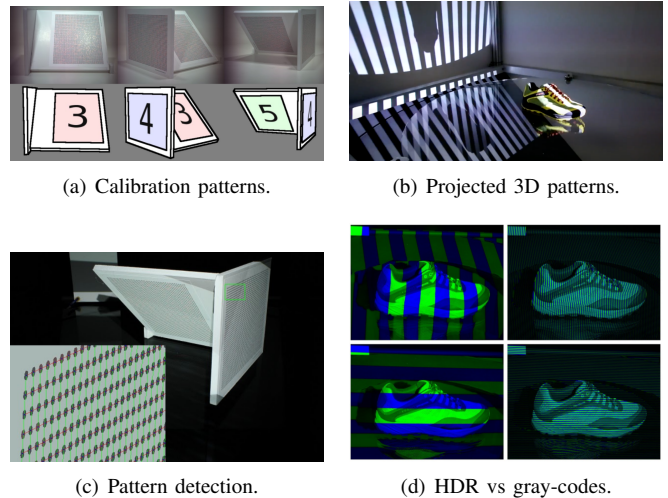 3
4
3
5
4
(a) Calibration patterns.
(b) Projected 3D patterns.
(c) Pattern detection.
(d) HDR vs gray-codes.